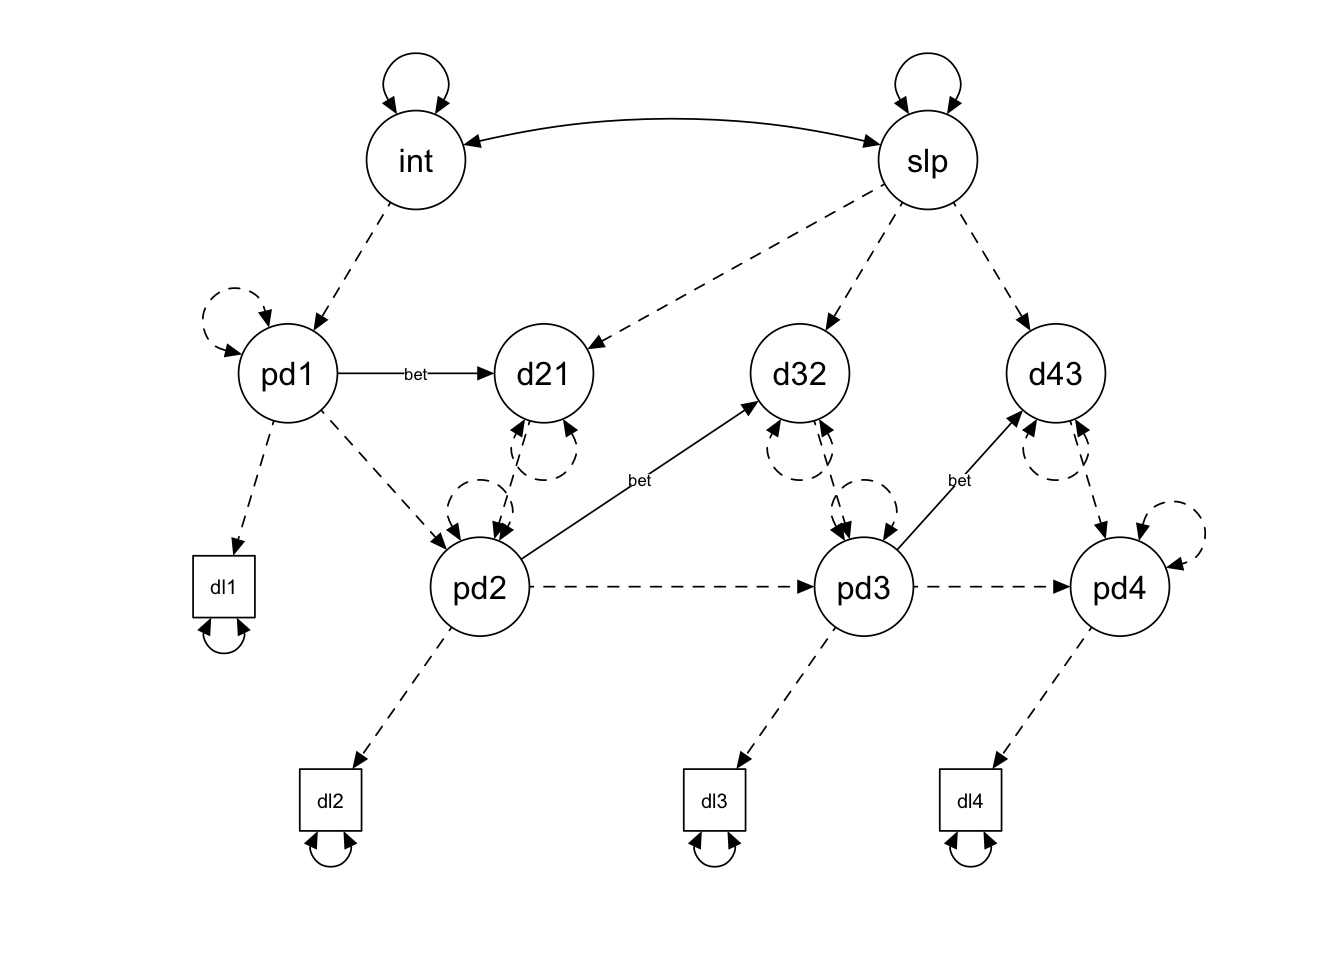 int
slp
pd1
bet
d21
d32
d43
bet
bet
dl1
pd2
pd3
pd4
dl2
dl3
dl4